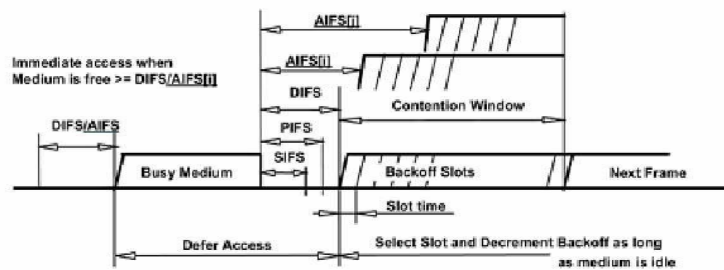 AIFS[j]
Immediate access when
Medium is free >= DIFS/AIFS[i]
AIFS[i]
DIFS
Contention Window
DIFS/AIFS
PIFS
SIFS
Busy Medium
Backoff Slots
Next Frame
Slot time
Defer Access
Select Slot and Decrement Backoff as long
as medium is idle